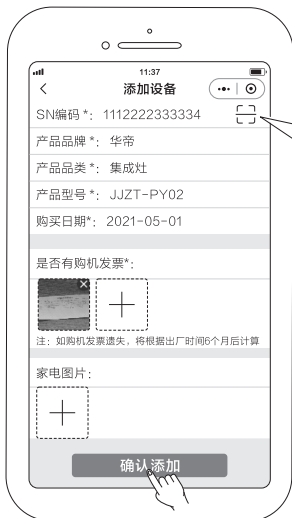 11:37
添加设备
SN编码*：1112222333334
产品品牌*：华帝
产品品类*：集成灶
产品型号*：JJZT-PY02
购买日期*：2021-05-01
是否有购机发票*：
注：如购机发票遗失，将根据出厂时间6个月后计算
家电图片：
确认添加